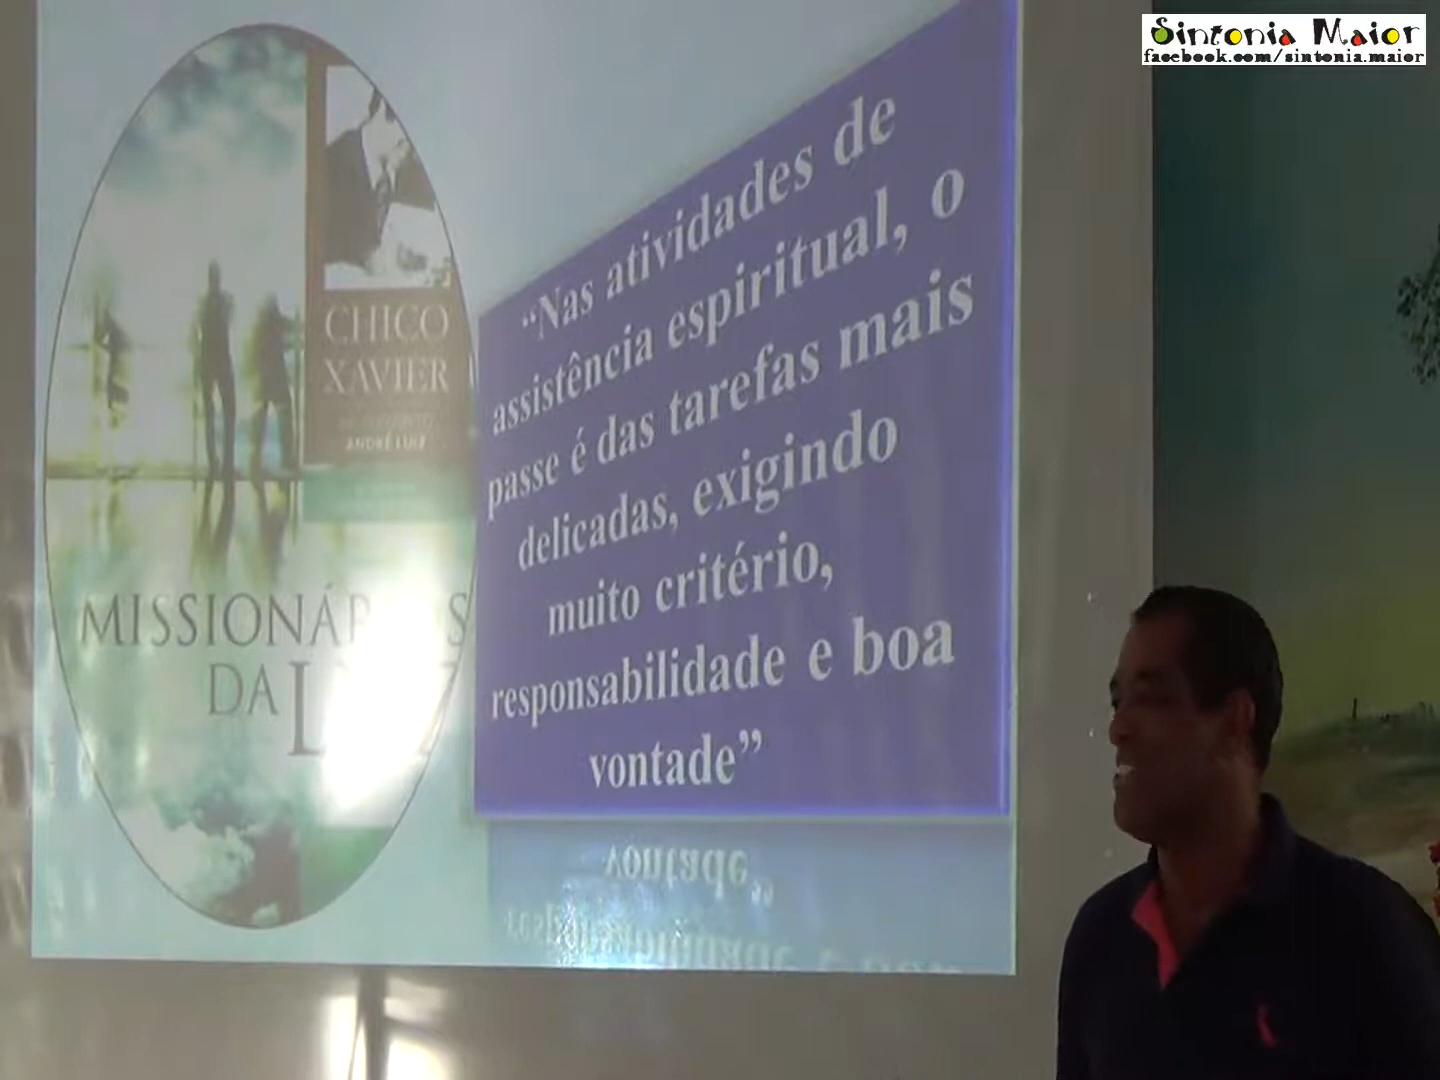 Sintonia Maior
facebook.com/sintonia.maior
CHICO
XAVIER
ANDRÉ LUIZ
MISSIONÁR S
DA L
“Nas atividades de
assistência espiritual, o
passe é das tarefas mais
delicadas, exigindo
muito critério,
responsabilidade e boa
vontade”